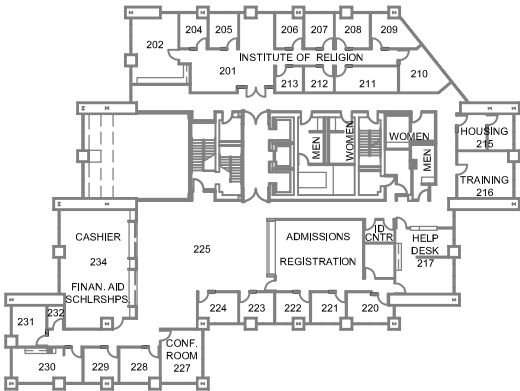 204 205 206 207 208 209
202
INSTITUTE OF RELIGION
201
213 212 211 210
MEN
WOMEN
WOMEN
MEN
HOUSING
215
TRAINING
216
CASHIER
234
FINAN. AID
SCHLRSHPS.
225
ADMISSIONS
REGISTRATION
ID
CNTR
HELP
DESK
217
231
232
224 223 222 221 220
CONF.
ROOM
227
230 229 228